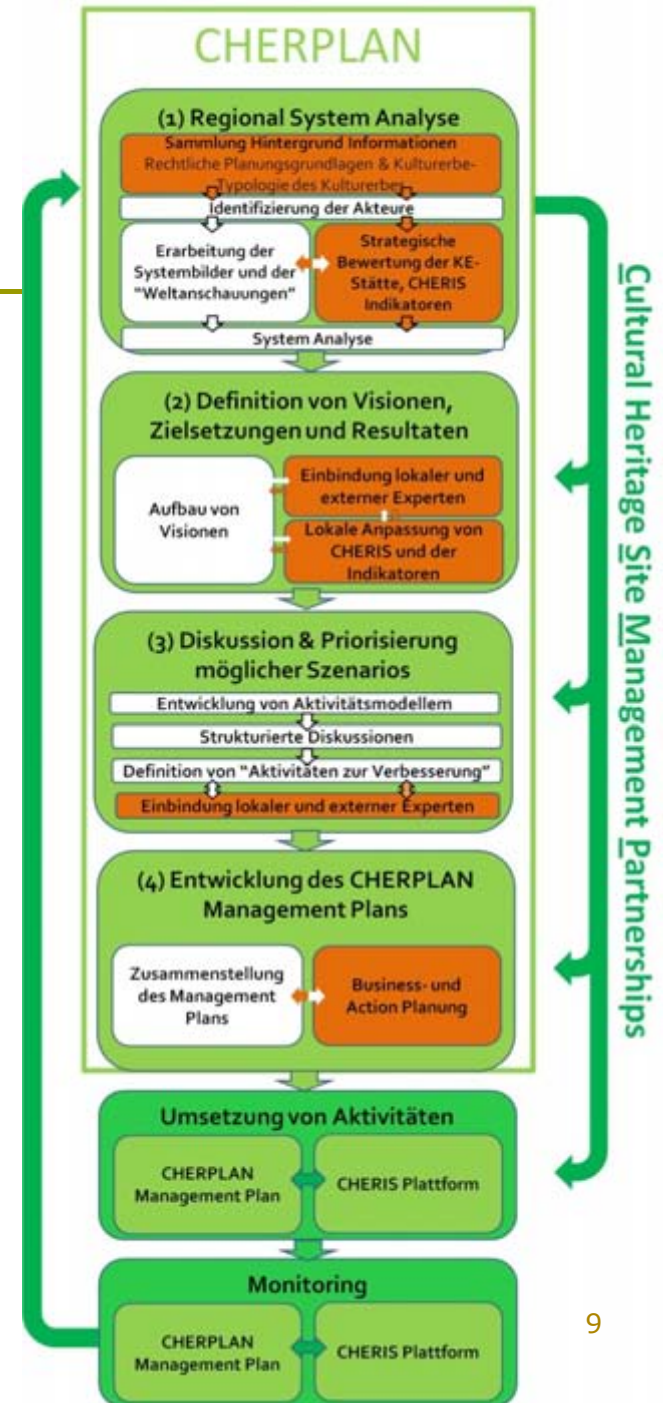 CHERPLAN
(1) Regional System Analyse
Sammlung Hintergrund Informationen
Rechtliche Planungsgrundlagen & Kulturerbe-
Typologie des Kulturerbes
Identifizierung der Akteure
Erarbeitung der
Systembilder und der
"Weltanschauungen"
Strategische
Bewertung der KE-
Stätte, CHERIS
Indikatoren
System Analyse
(2) Definition von Visionen,
Zielsetzungen und Resultaten
Aufbau von
Visionen
Einbindung lokaler und
externer Experten
Lokale Anpassung von
CHERIS und der
Indikatoren
(3) Diskussion & Priorisierung
möglicher Szenarios
Entwicklung von Aktivitätsmodellem
Strukturierte Diskussionen
Definition von "Aktivitäten zur Verbesserung"
Einbindung lokaler und externer Experten
(4) Entwicklung des CHERPLAN
Management Plans
Zusammenstellung
des Management
Plans
Business- und
Action Planung
Umsetzung von Aktivitäten
CHERPLAN
Management Plan
CHERIS Plattform
Monitoring
CHERPLAN
Management Plan
CHERIS Plattform
Cultural Heritage Site Management Partnerships
9